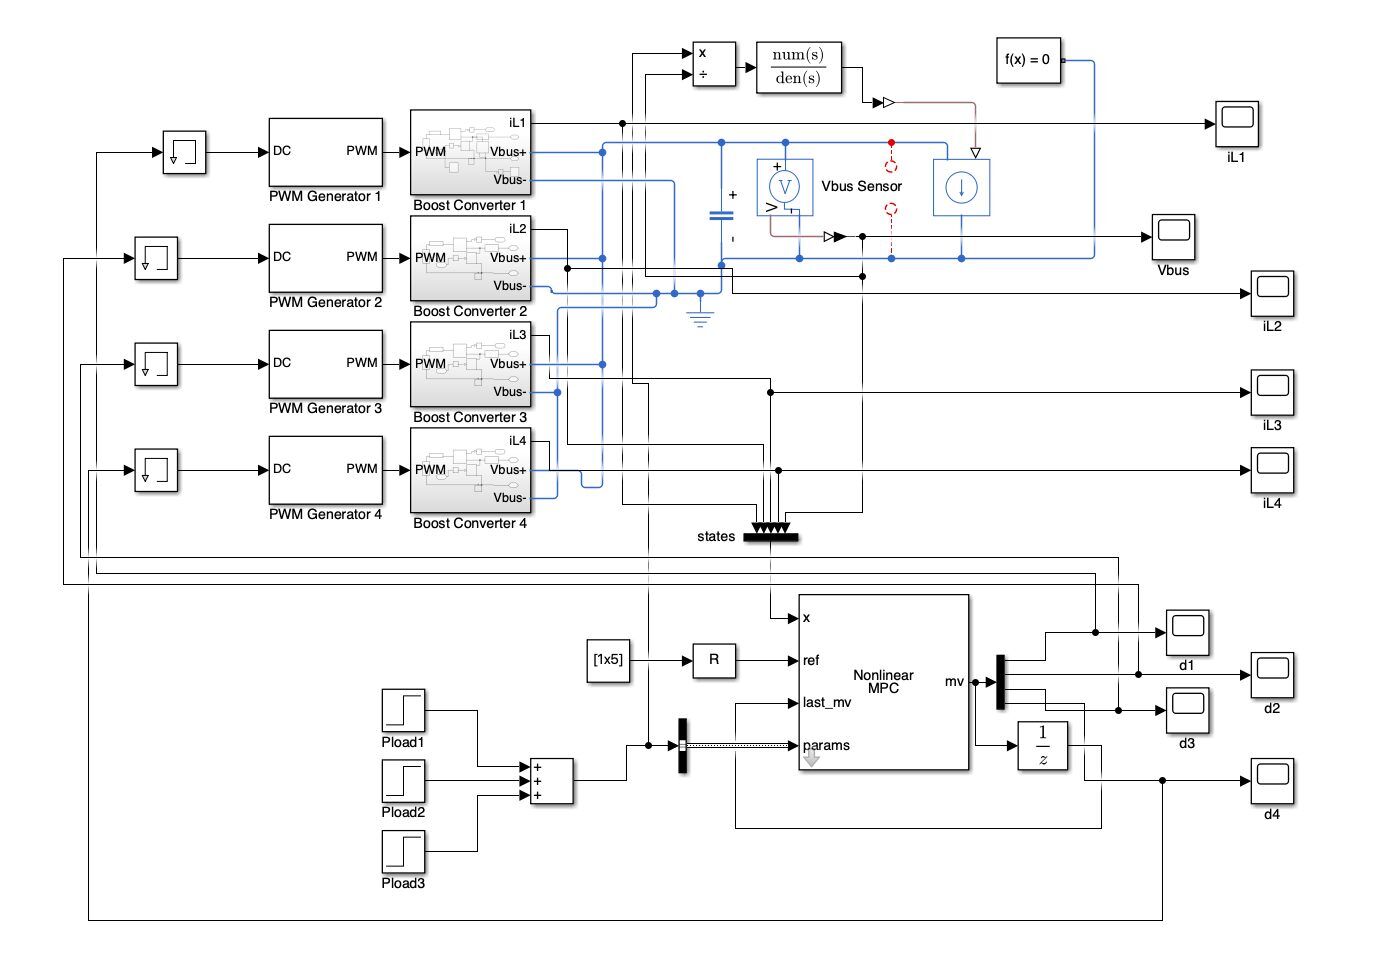 x
÷
num(s)
den(s)
f(x) = 0
iL1
DC
PWM
PWM Generator 1
PWM
iL1
Vbus+
Vbus-
Boost Converter 1
+
-
+
V
-
V
Vbus Sensor
Vbus
DC
PWM
PWM Generator 2
PWM
iL2
Vbus+
Vbus-
Boost Converter 2
iL2
DC
PWM
PWM Generator 3
PWM
iL3
Vbus+
Vbus-
Boost Converter 3
iL3
DC
PWM
PWM Generator 4
PWM
iL4
Vbus+
Vbus-
Boost Converter 4
iL4
states
[1x5]
R
x
ref
last_mv
params
Nonlinear
MPC
mv
1
z
d1
d2
d3
d4
Pload1
Pload2
Pload3
+
+
+